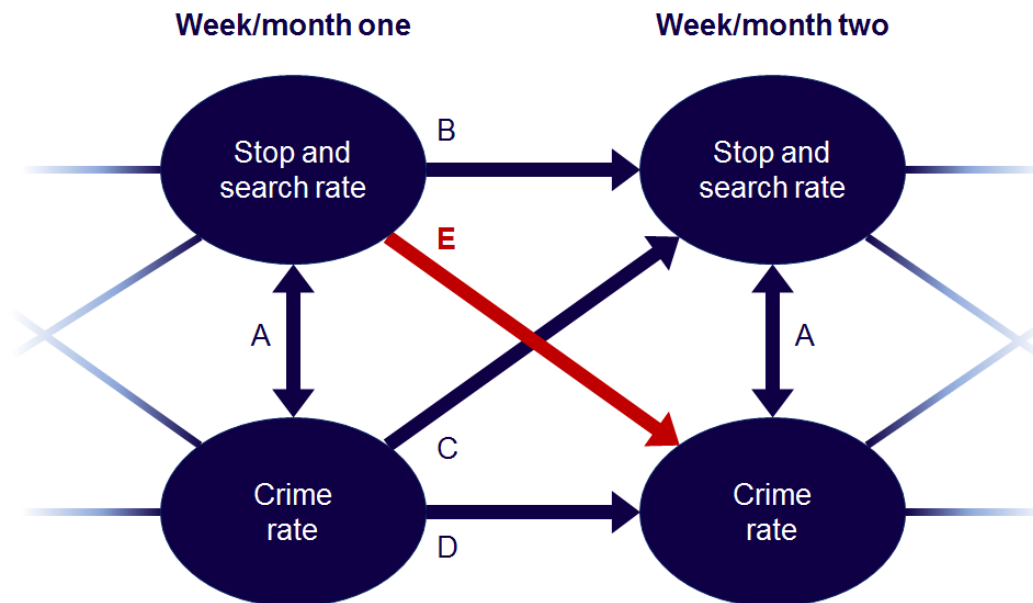 Week/month one
Week/month two
Stop and
search rate
B
Stop and
search rate
E
A
A
C
Crime
rate
D
Crime
rate